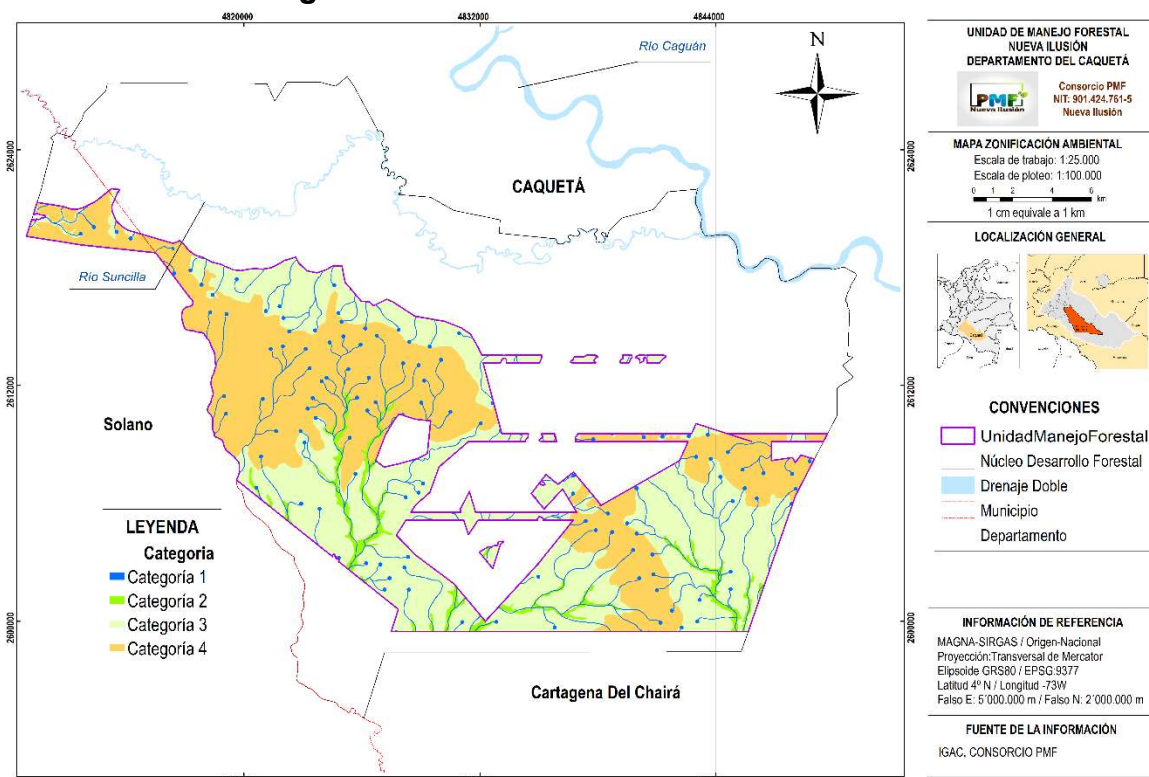 4820000
4832000
4844000
2624000
2624000
2612000
2612000
2600000
2600000
Río Caguán
N
CAQUETÁ
Río Suncilla
Solano
Cartagena Del Chairá
LEYENDA
Categoria
Categoría 1
Categoría 2
Categoría 3
Categoría 4
UNIDAD DE MANEJO FORESTAL
NUEVA ILUSIÓN
DEPARTAMENTO DEL CAQUETÁ
PMF
Nueva Ilusión
Consorcio PMF
NIT: 901.424.761-5
Nueva Ilusión
MAPA ZONIFICACIÓN AMBIENTAL
Escala de trabajo: 1:25.000
Escala de ploteo: 1:100.000
0 1 2 4 6
km
1 cm equivale a 1 km
LOCALIZACIÓN GENERAL
CONVENCIONES
UnidadManejoForestal
Núcleo Desarrollo Forestal
Drenaje Doble
Municipio
Departamento
INFORMACIÓN DE REFERENCIA
MAGNA-SIRGAS / Origen-Nacional
Proyección:Transversal de Mercator
Elipsoide GRS80 / EPSG:9377
Latitud 4º N / Longitud -73W
Falso E: 5'000.000 m / Falso N: 2'000.000 m
FUENTE DE LA INFORMACIÓN
IGAC, CONSORCIO PMF